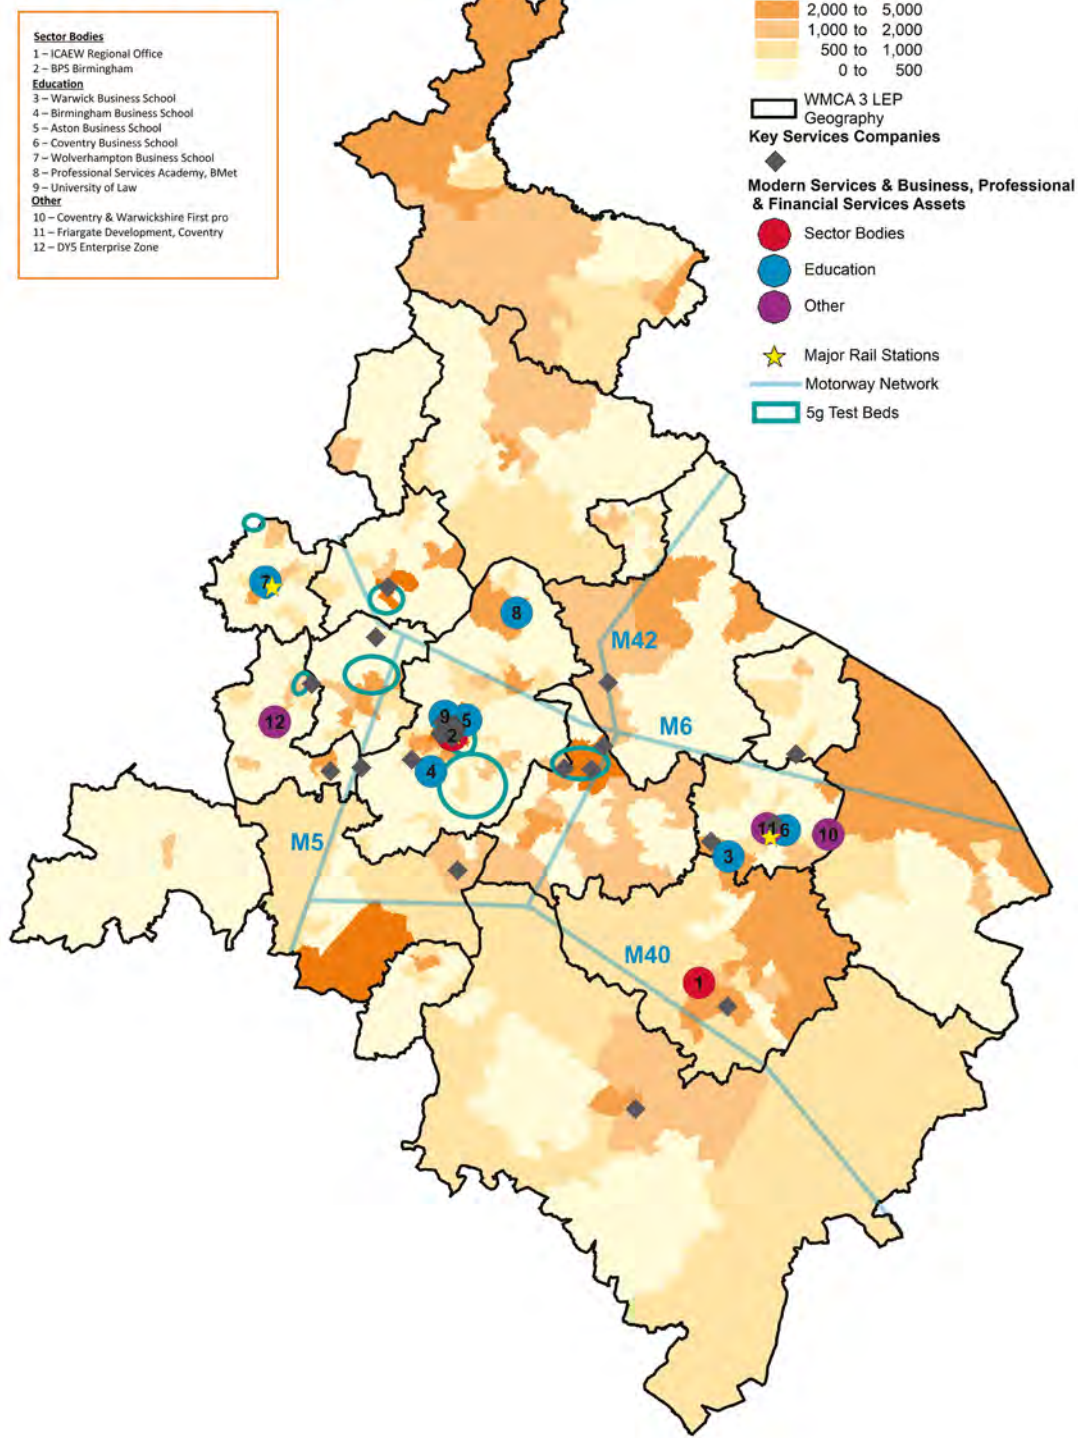 Sector Bodies
1 – ICAEW Regional Office
2 – BPS Birmingham
Education
3 – Warwick Business School
4 – Birmingham Business School
5 – Aston Business School
6 – Coventry Business School
7 – Wolverhampton Business School
8 – Professional Services Academy, BMet
9 – University of Law
Other
10 – Coventry & Warwickshire First pro
11 – Friargate Development, Coventry
12 – DY5 Enterprise Zone
2,000 to 5,000
1,000 to 2,000
500 to 1,000
0 to 500
WMCA 3 LEP
Geography
Key Services Companies
Modern Services & Business, Professional
& Financial Services Assets
Sector Bodies
Education
Other
Major Rail Stations
Motorway Network
5g Test Beds
7
8
M42
12
9
5
2
M6
4
11
6
10
3
M5
M40
1